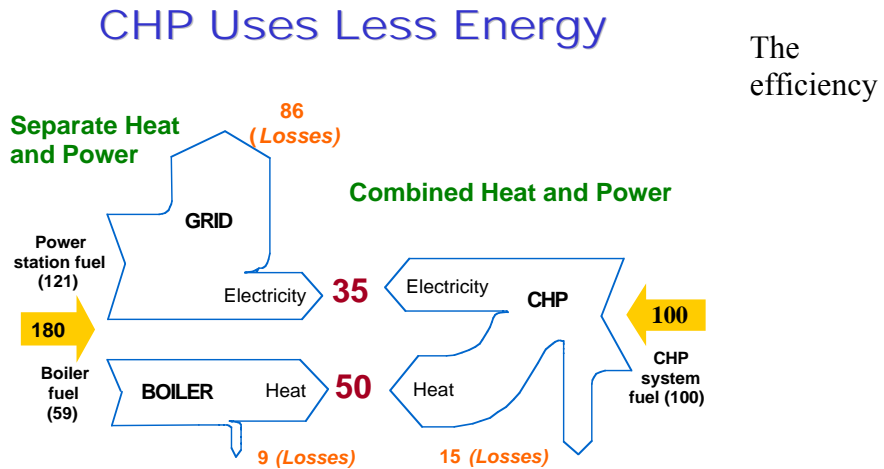 CHP Uses Less Energy
The
efficiency
86
(Losses)
Separate Heat
and Power
Combined Heat and Power
GRID
Power
station fuel
(121)
Electricity
35
Electricity
CHP
180
100
Boiler
fuel
(59)
BOILER
Heat
50
Heat
CHP
system
fuel (100)
9 (Losses)
15 (Losses)